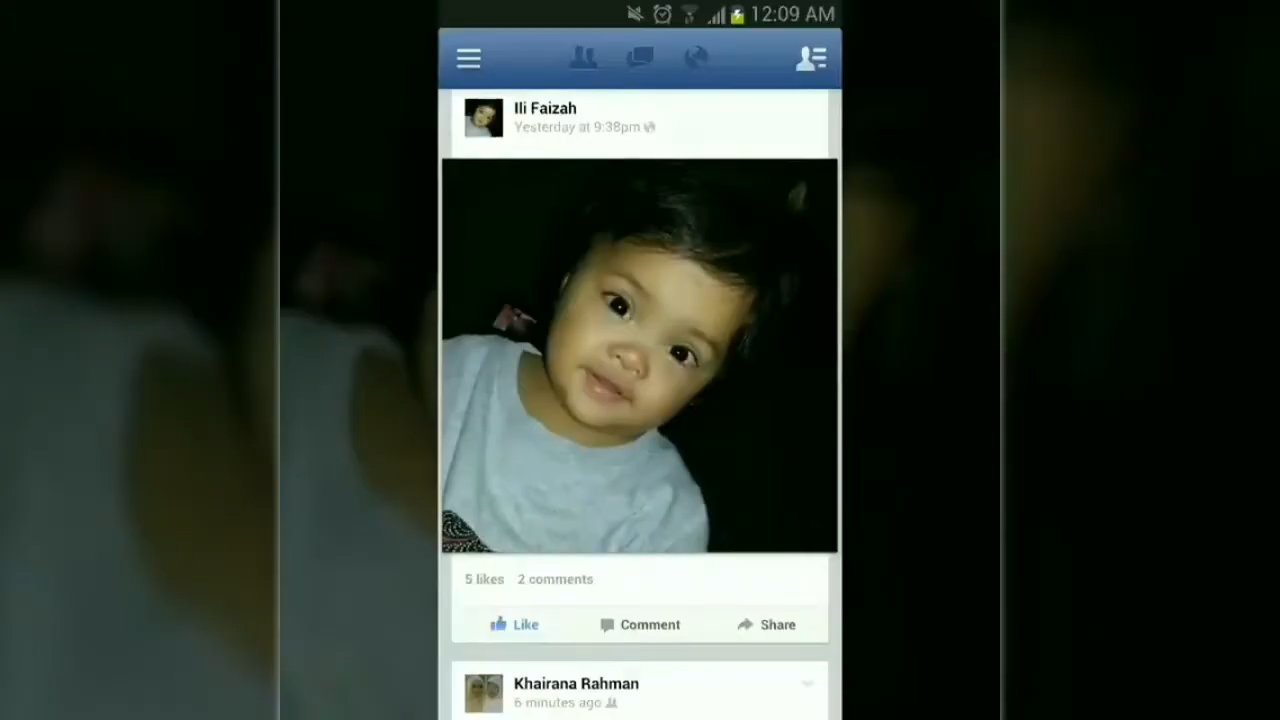 12:09 AM
Ili Faizah
Yesterday at 9:38pm
5 likes 2 comments
Like Comment Share
Khairana Rahman
6 minutes ago